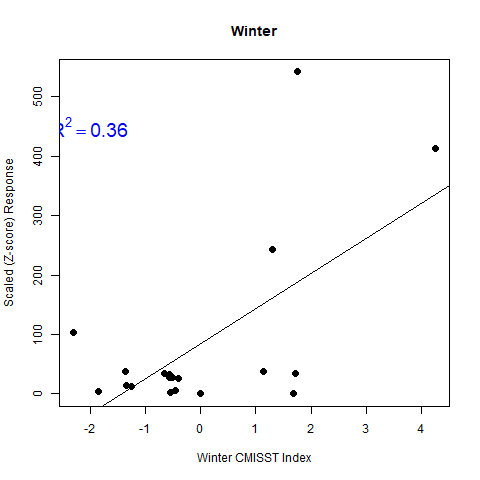 Winter
R² = 0.36
Scaled (Z-score) Response
500
400
300
200
100
0
-2 -1 0 1 2 3 4
Winter CMISST Index